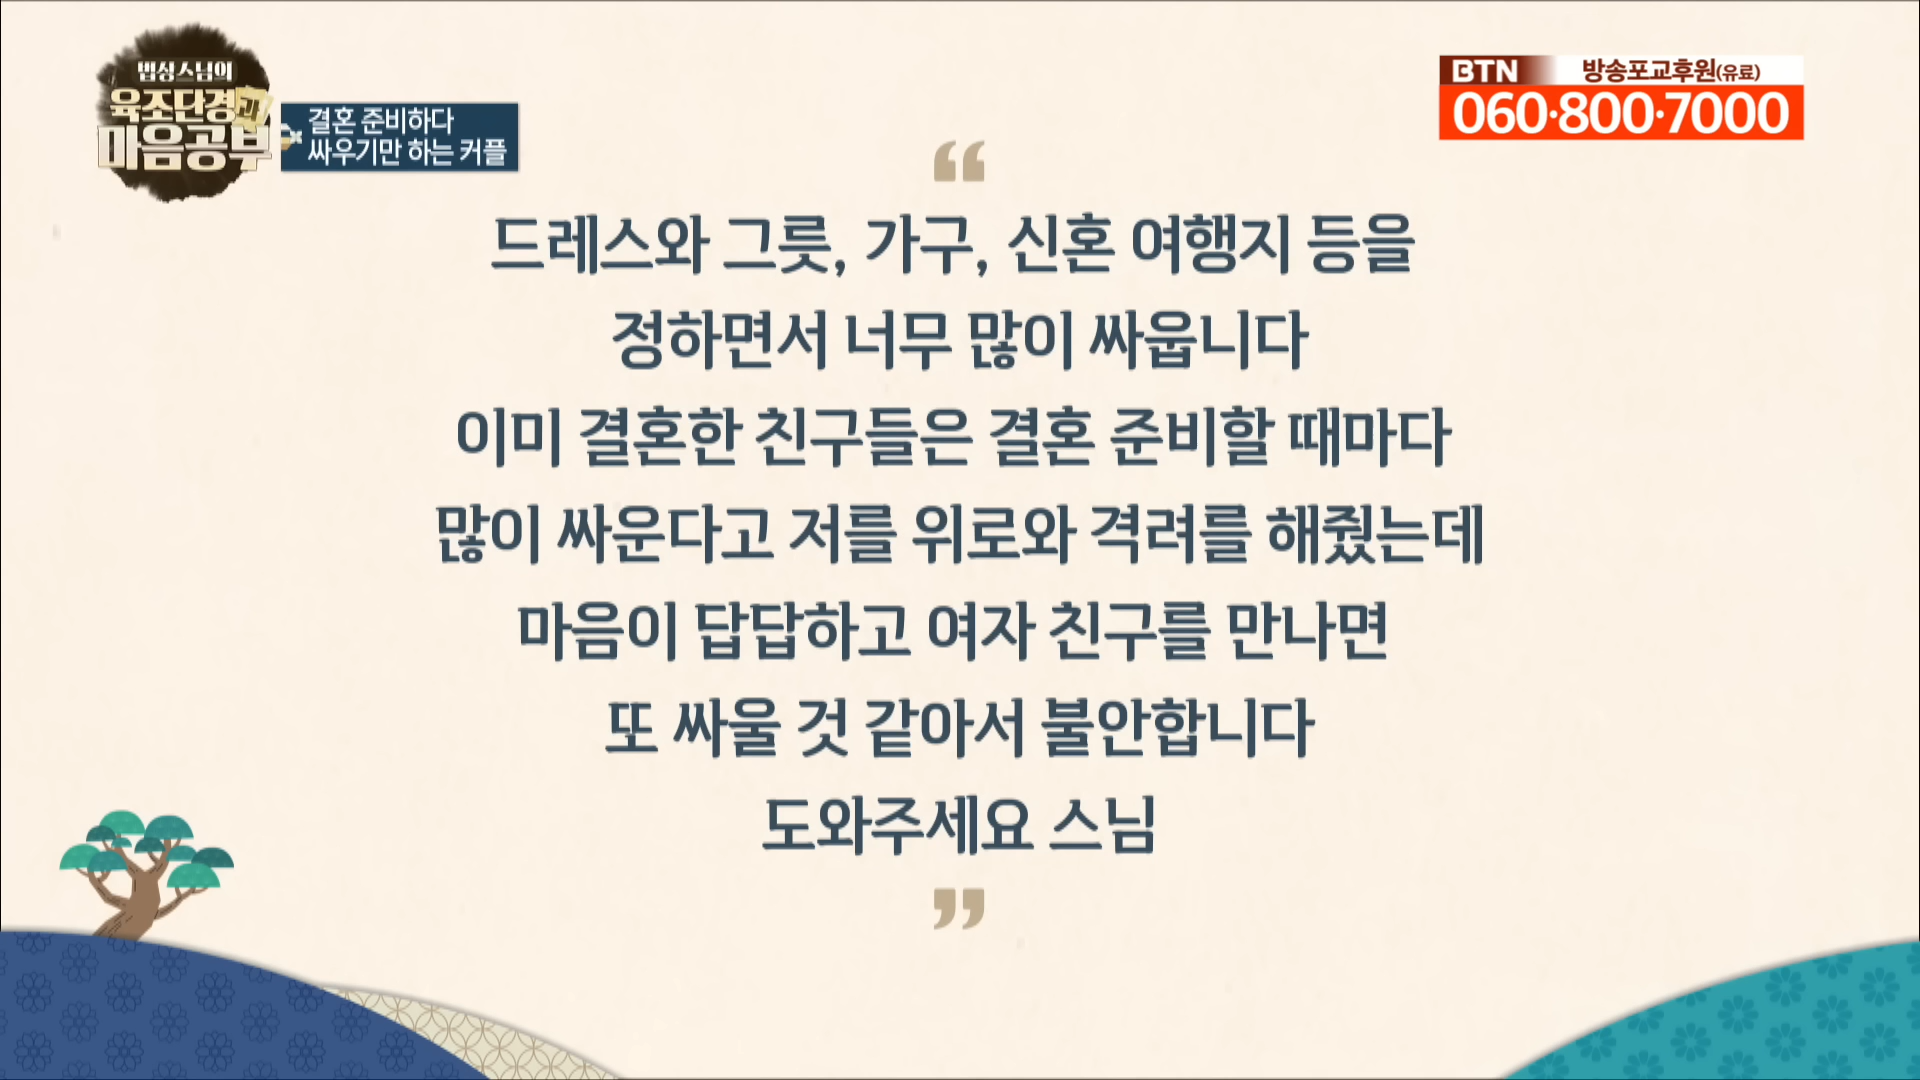 법상스님의
육조단경과
마음공부
결혼 준비하다
싸우기만 하는 커플
BTN 방송포교후원(유료)
060·800·7000
“
드레스와 그릇, 가구, 신혼 여행지 등을
정하면서 너무 많이 싸웁니다
이미 결혼한 친구들은 결혼 준비할 때마다
많이 싸운다고 저를 위로와 격려를 해줬는데
마음이 답답하고 여자 친구를 만나면
또 싸울 것 같아서 불안합니다
도와주세요 스님
”